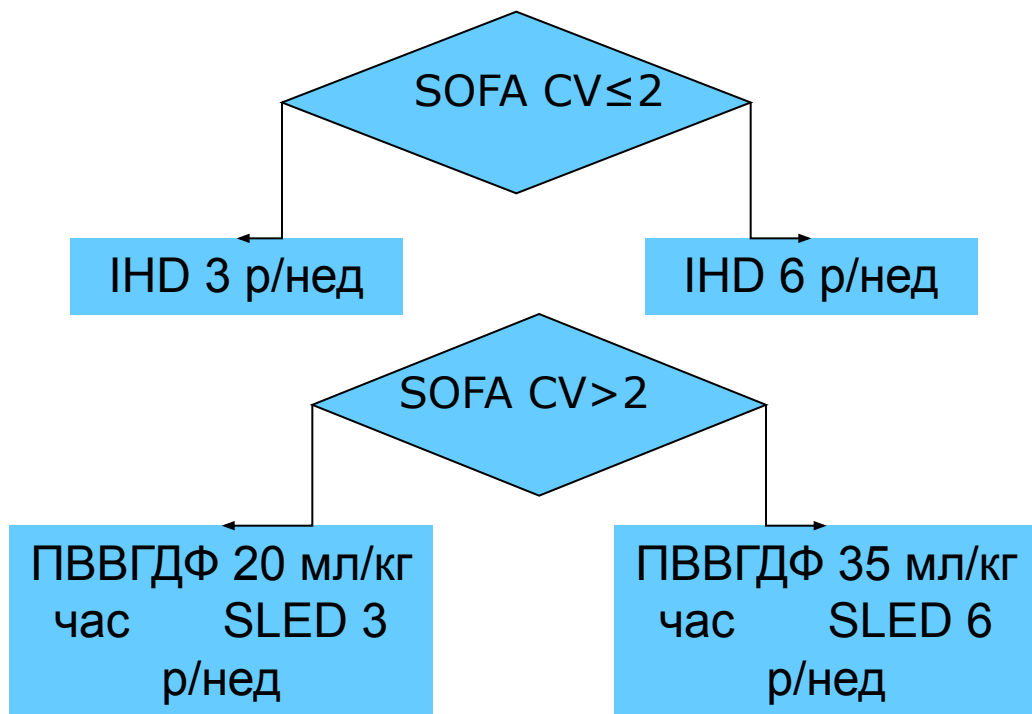 SOFA CV≤2
IHD 3 р/нед
IHD 6 р/нед
SOFA CV>2
ПВВГДФ 20 мл/кг
час SLED 3
р/нед
ПВВГДФ 35 мл/кг
час SLED 6
р/нед